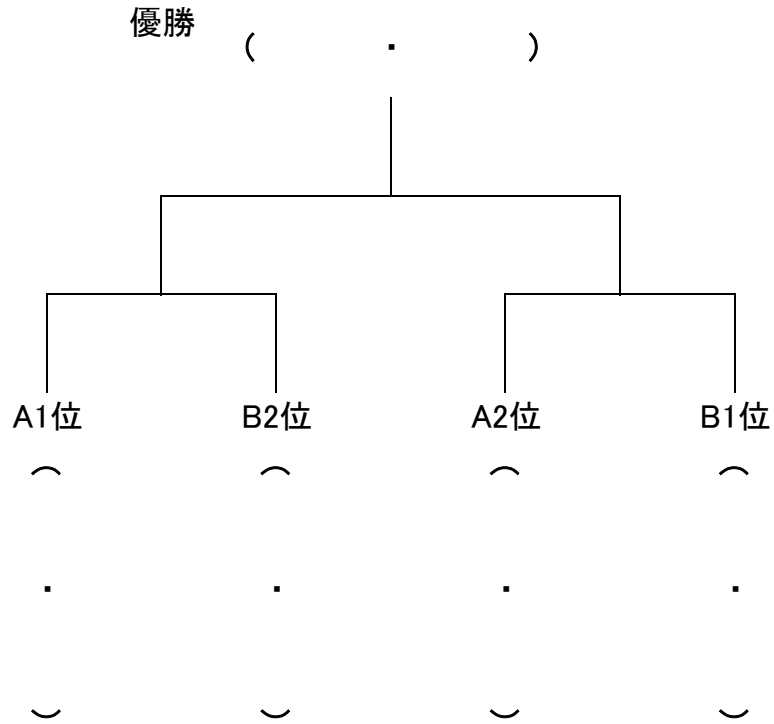 優勝
( ・ )
A1位 B2位 A2位 B1位
( ・ ) ( ・ ) ( ・ ) ( ・ )